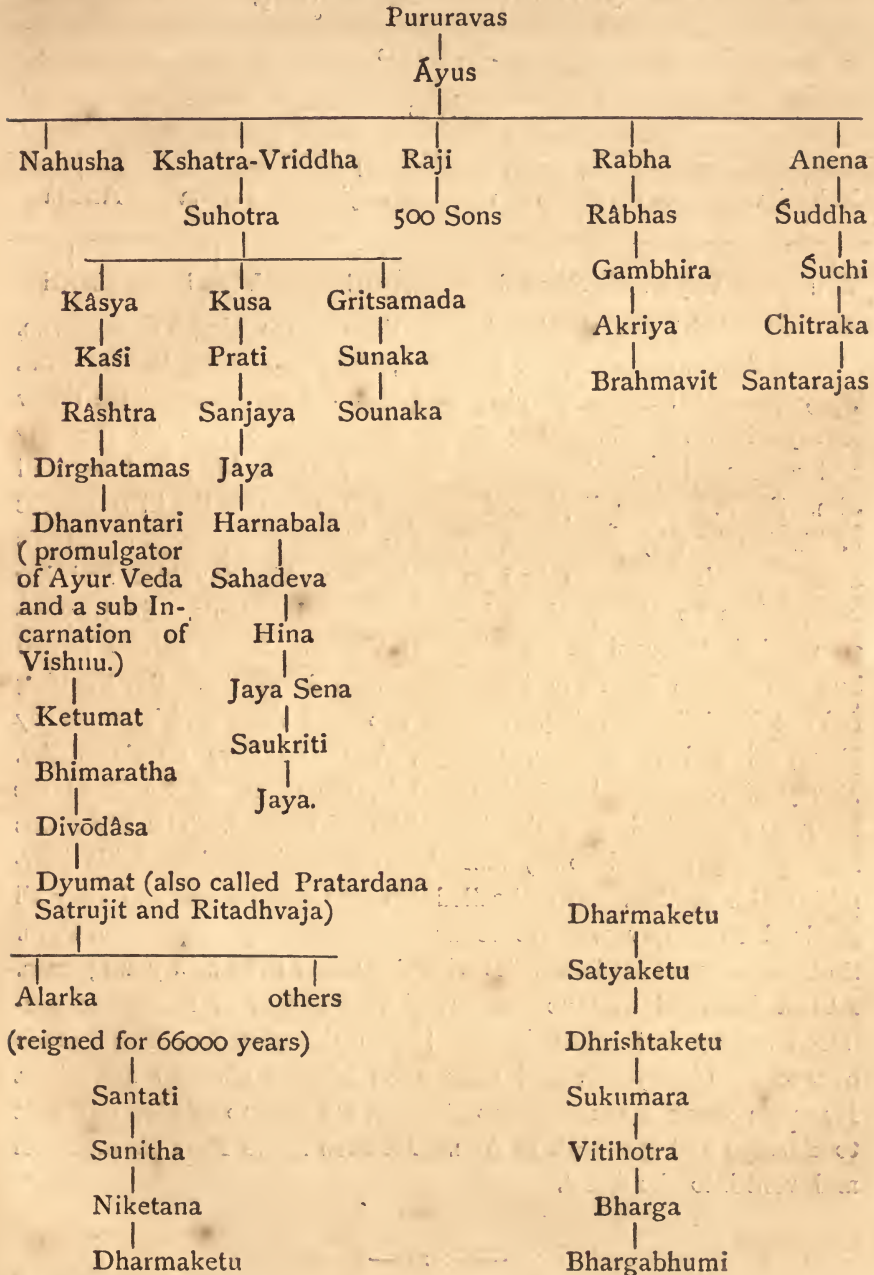 Pururavas
Áyus
Nahusha Kshatra-Vriddha Raji Rabha Anena
Suhotra 500 Sons Râbhas Śuddha
Gambhira Śuchi
Kâsya Kusa Gritsamada
Akriya Chitraka
Kaśi Prati Sunaka
Brahmavit Santarajas
Râshtra Sanjaya Sounaka
Dîrghatamas Jaya
Dhanvantari Harnabala
( promulgator
of Ayur Veda Sahadeva
and a sub In-
carnation of Hina
Vishnu.)
Jaya Sena
Ketumat
Saukriti
Bhimaratha
Jaya.
Divōdâsa
Dyumat (also called Pratardana
Satrujit and Ritadhvaja) Dharmaketu
Satyaketu
Alarka others
(reigned for 66000 years) Dhrishtaketu
Santati Sukumara
Sunitha Vitihotra
Niketana Bharga
Dharmaketu Bhargabhumi